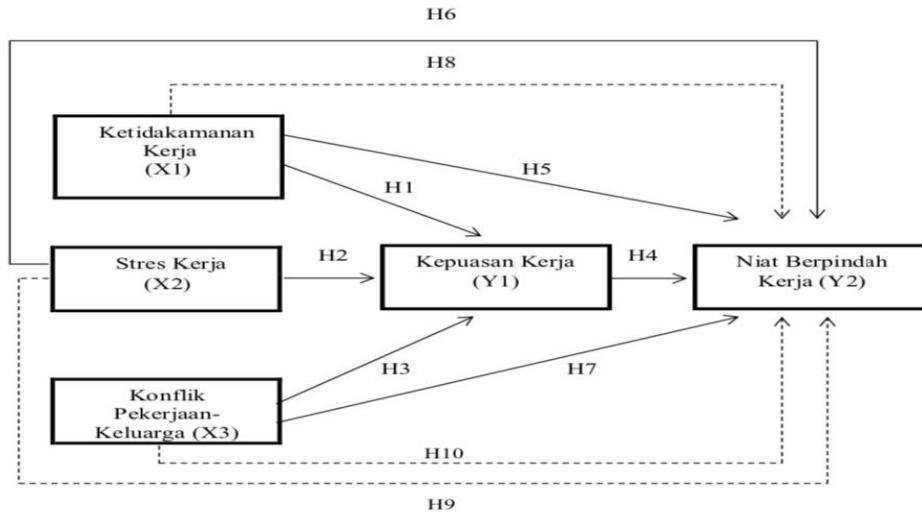 H6
H8
Ketidakamanan
Kerja
(X1)
H5
H1
Stres Kerja
(X2)
H2
Kepuasan Kerja
(Y1)
H4
Niat Berpindah
Kerja (Y2)
H3
H7
Konflik
Pekerjaan-
Keluarga (X3)
H10
H9